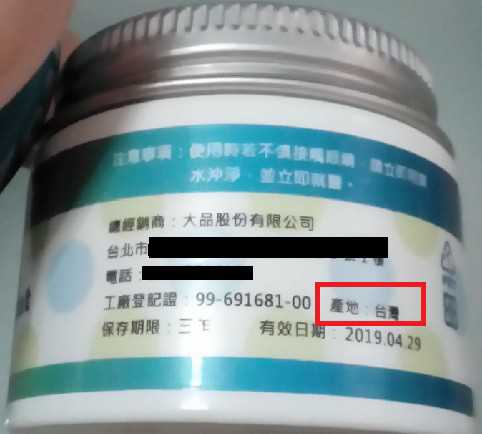 注意事項：使用時若不慎接觸眼睛，請立即用清
水沖淨，並立即就醫。
總經銷商：大品股份有限公司
台北市
電話：
工廠登記證：99-691681-00 產地：台灣
保存期限：三年 有效日期：2019.04.29